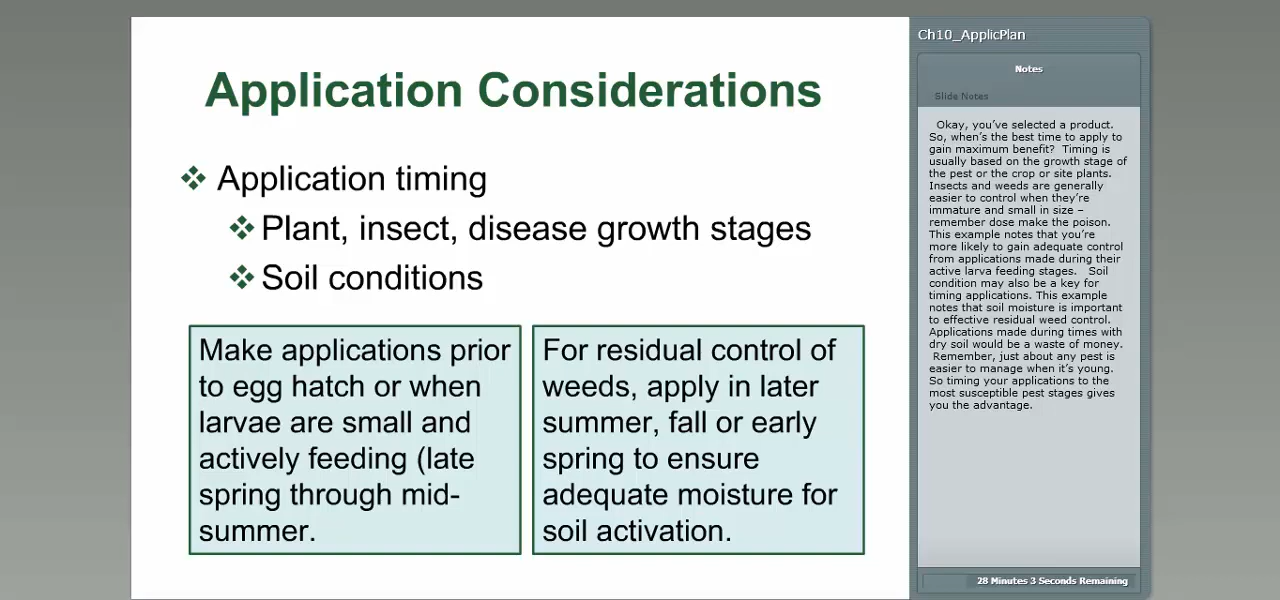 Application Considerations
Application timing
Plant, insect, disease growth stages
Soil conditions
Make applications prior
to egg hatch or when
larvae are small and
actively feeding (late
spring through mid-
summer.
For residual control of
weeds, apply in later
summer, fall or early
spring to ensure
adequate moisture for
soil activation.
Ch10_ApplicPlan
Notes
Slide Notes
Okay, you've selected a product.
So, when's the best time to apply to
gain maximum benefit?  Timing is
usually based on the growth stage of
the pest or the crop or site plants.
Insects and weeds are generally
easier to control when they're
immature and small in size –
remember dose make the poison.
This example notes that you're
more likely to gain adequate control
from applications made during their
active larva feeding stages.   Soil
condition may also be a key for
timing applications. This example
notes that soil moisture is important
to effective residual weed control.
Applications made during times with
dry soil would be a waste of money.
Remember, just about any pest is
easier to manage when it's young.
So timing your applications to the
most susceptible pest stages gives
you the advantage.
28 Minutes 3 Seconds Remaining